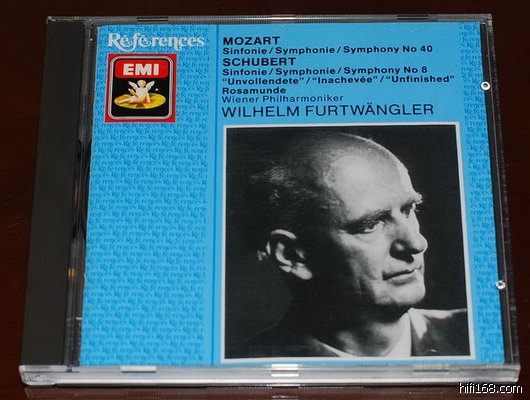 Références
EMI
MOZART
Sinfonie/Symphonie/Symphony No 40
SCHUBERT
Sinfonie/Symphonie/Symphony No 8
"Unvollendete"/"Inachevée"/"Unfinished"
Rosamunde
Wiener Philharmoniker
WILHELM FURTWÄNGLER
hifi168.com